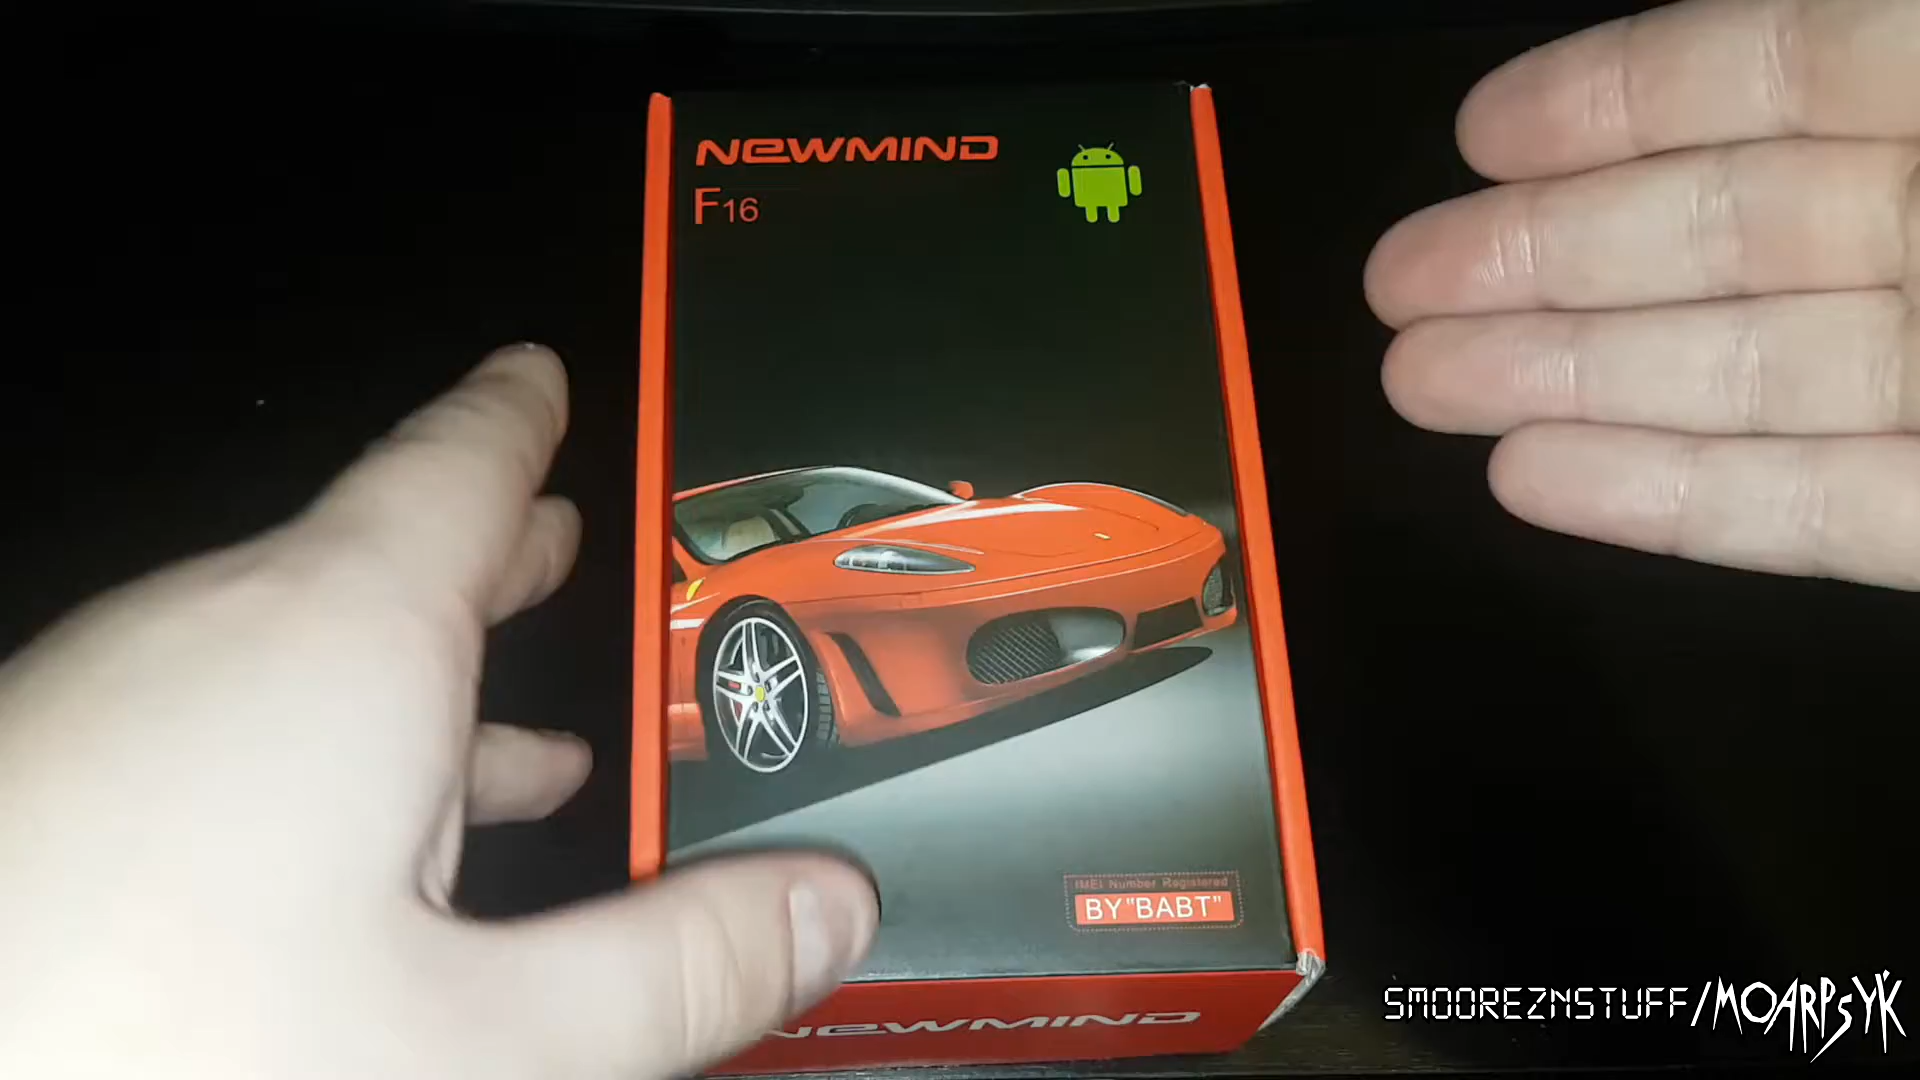 NEWMIND
F16
IMEI Number Registered
BY "BABT"
NEWMIND
SMOOREZNSTUFF/MOARPSYK